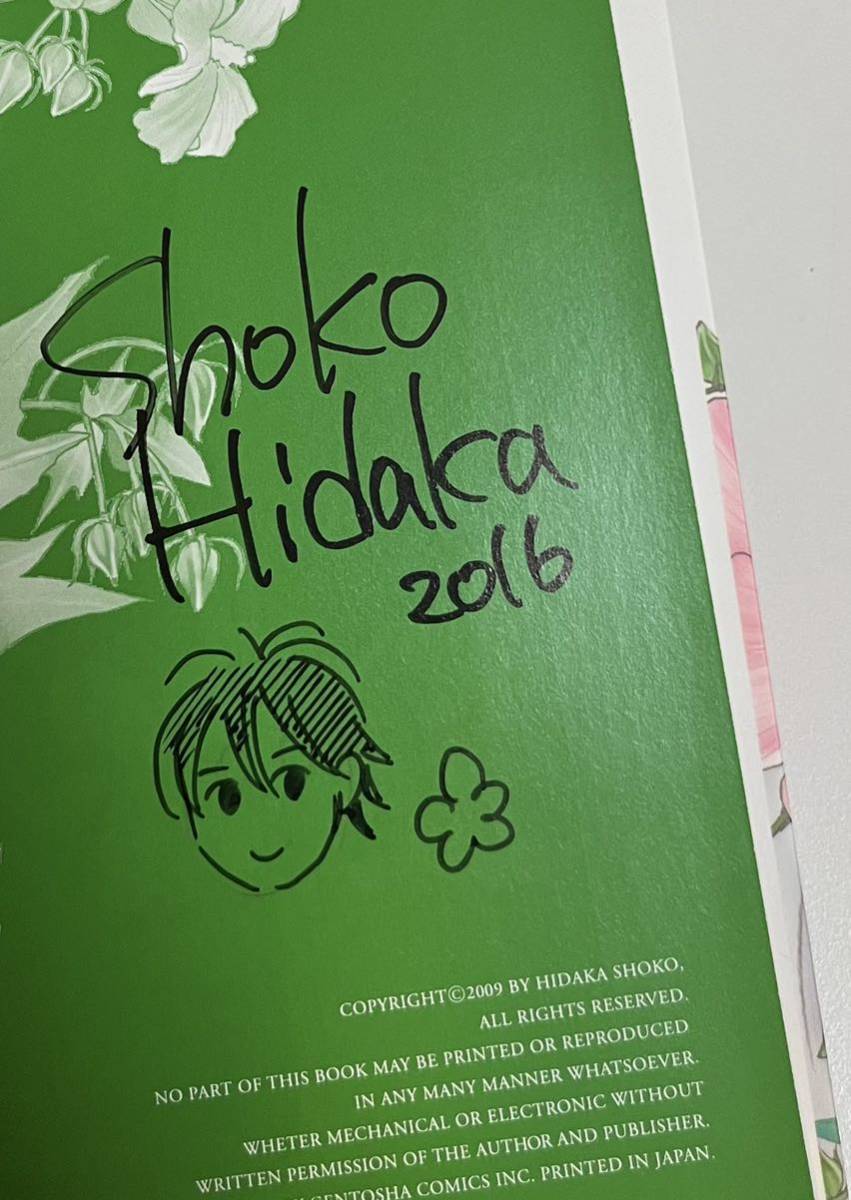 Shoko
Hidaka
2016
COPYRIGHT©2009 BY HIDAKA SHOKO,
ALL RIGHTS RESERVED.
NO PART OF THIS BOOK MAY BE PRINTED OR REPRODUCED
IN ANY MANY MANNER WHATSOEVER.
WHETER MECHANICAL OR ELECTRONIC WITHOUT
WRITTEN PERMISSION OF THE AUTHOR AND PUBLISHER.
GENTOSHA COMICS INC. PRINTED IN JAPAN.